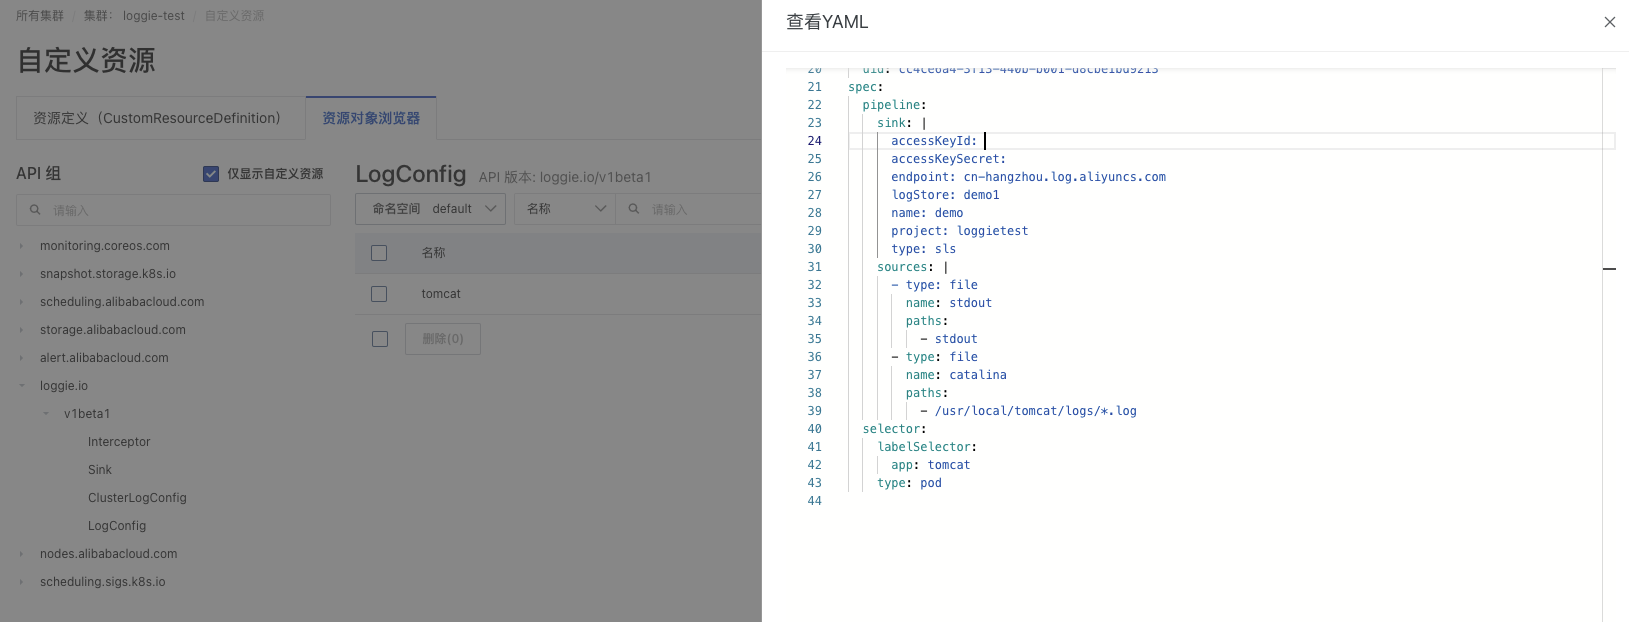 所有集群 / 集群： loggie-test / 自定义资源
自定义资源
资源定义（CustomResourceDefinition）
资源对象浏览器
API 组
仅显示自定义资源
请输入
monitoring.coreos.com
snapshot.storage.k8s.io
scheduling.alibabacloud.com
storage.alibabacloud.com
alert.alibabacloud.com
loggie.io
v1beta1
Interceptor
Sink
ClusterLogConfig
LogConfig
nodes.alibabacloud.com
scheduling.sigs.k8s.io
LogConfig API 版本: loggie.io/v1beta1
命名空间 default 名称 请输入
名称
tomcat
删除(0)
查看YAML
20 uid: cc4ce6a4-3f13-440b-b001-d8cbe1bd9213
21 spec:
22 pipeline:
23 sink: |
24 accessKeyId:
25 accessKeySecret:
26 endpoint: cn-hangzhou.log.aliyuncs.com
27 logStore: demo1
28 name: demo
29 project: loggietest
30 type: sls
31 sources: |
32 - type: file
33 name: stdout
34 paths:
35 - stdout
36 - type: file
37 name: catalina
38 paths:
39 - /usr/local/tomcat/logs/*.log
40 selector:
41 labelSelector:
42 app: tomcat
43 type: pod
44